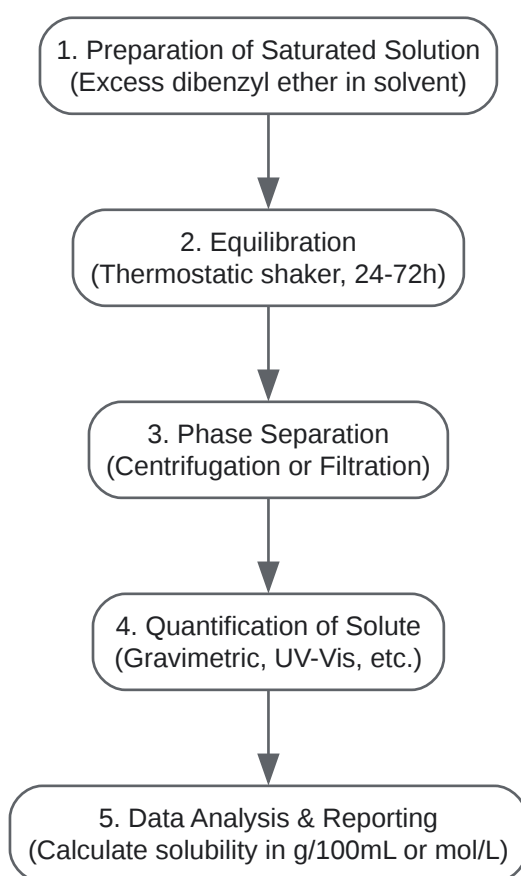 1. Preparation of Saturated Solution
(Excess dibenzyl ether in solvent)
2. Equilibration
(Thermostatic shaker, 24-72h)
3. Phase Separation
(Centrifugation or Filtration)
4. Quantification of Solute
(Gravimetric, UV-Vis, etc.)
5. Data Analysis & Reporting
(Calculate solubility in g/100mL or mol/L)